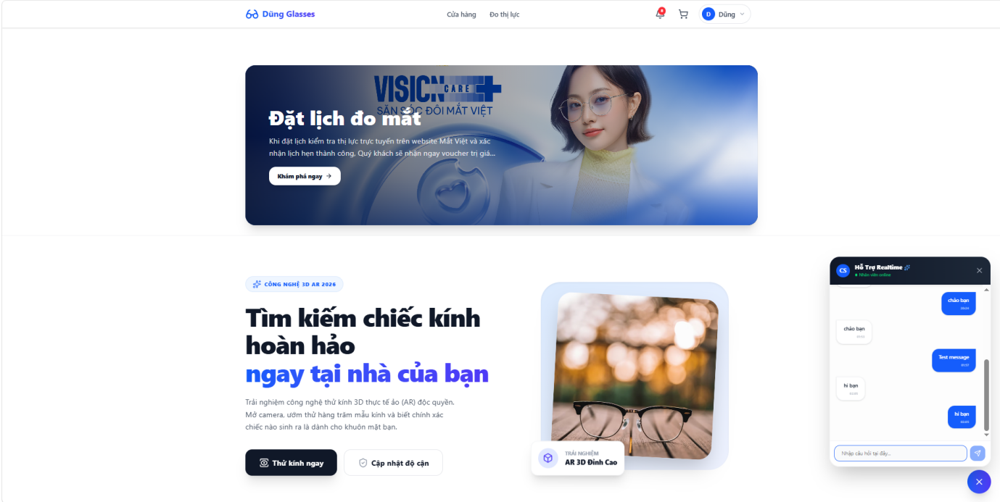 Dũng Glasses
Cửa hàng
Đo thị lực
8
D
Dũng
VISION
CARE
SĂN SÓC ĐÔI MẮT VIỆT
Đặt lịch đo mắt
Khi đặt lịch kiểm tra thị lực trực tuyến trên website Mắt Việt và xác
nhận lịch hẹn thành công, Quý khách sẽ nhận ngay voucher trị giá...
Khám phá ngay
CÔNG NGHỆ 3D AR 2026
Tìm kiếm chiếc kính
hoàn hảo
ngay tại nhà của bạn
Trải nghiệm công nghệ thử kính 3D thực tế ảo (AR) độc quyền.
Mở camera, ướm thử hàng trăm mẫu kính và biết chính xác
chiếc nào sinh ra là dành cho khuôn mặt bạn.
Thử kính ngay
Cập nhật độ cận
TRẢI NGHIỆM
AR 3D Đỉnh Cao
CS
Hỗ Trợ Realtime
Nhân viên online
chào bạn
chào bạn
Test message
hi bạn
hi bạn
Nhập câu hỏi tại đây...